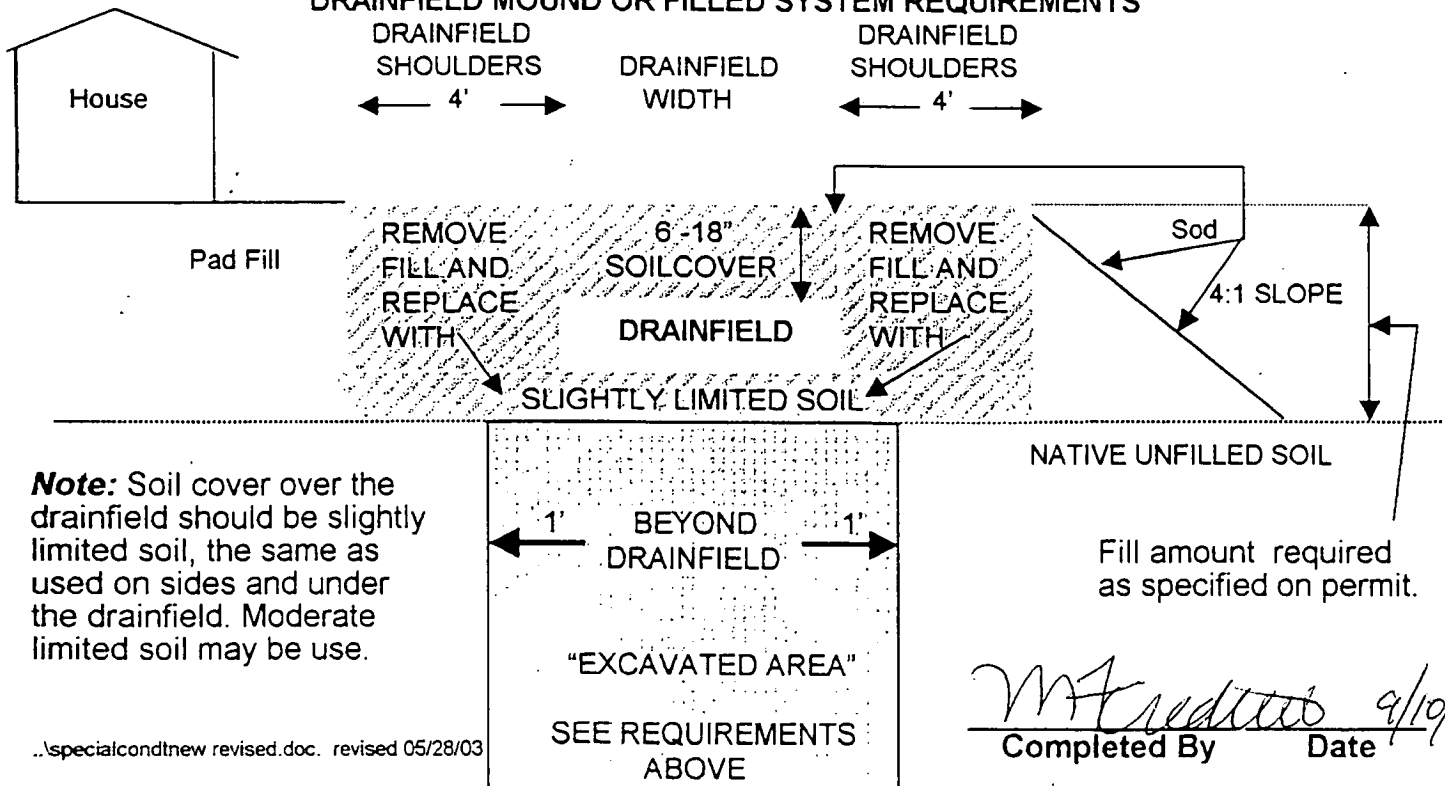 DRAINFIELD MOUND OR FILLED SYSTEM REQUIREMENTS
DRAINFIELD
SHOULDERS
4'
DRAINFIELD
WIDTH
DRAINFIELD
SHOULDERS
4'
House
Pad Fill
REMOVE
FILL AND
REPLACE
WITH
6 -18"
SOILCOVER
DRAINFIELD
REMOVE
FILL AND
REPLACE
WITH
SLIGHTLY LIMITED SOIL
Sod
4:1 SLOPE
NATIVE UNFILLED SOIL
Note: Soil cover over the
drainfield should be slightly
limited soil, the same as
used on sides and under
the drainfield. Moderate
limited soil may be use.
1' BEYOND 1'
DRAINFIELD
"EXCAVATED AREA"
SEE REQUIREMENTS
ABOVE
Fill amount required
as specified on permit.
9/10
Completed By Date
..\specialcondtnew revised.doc. revised 05/28/03